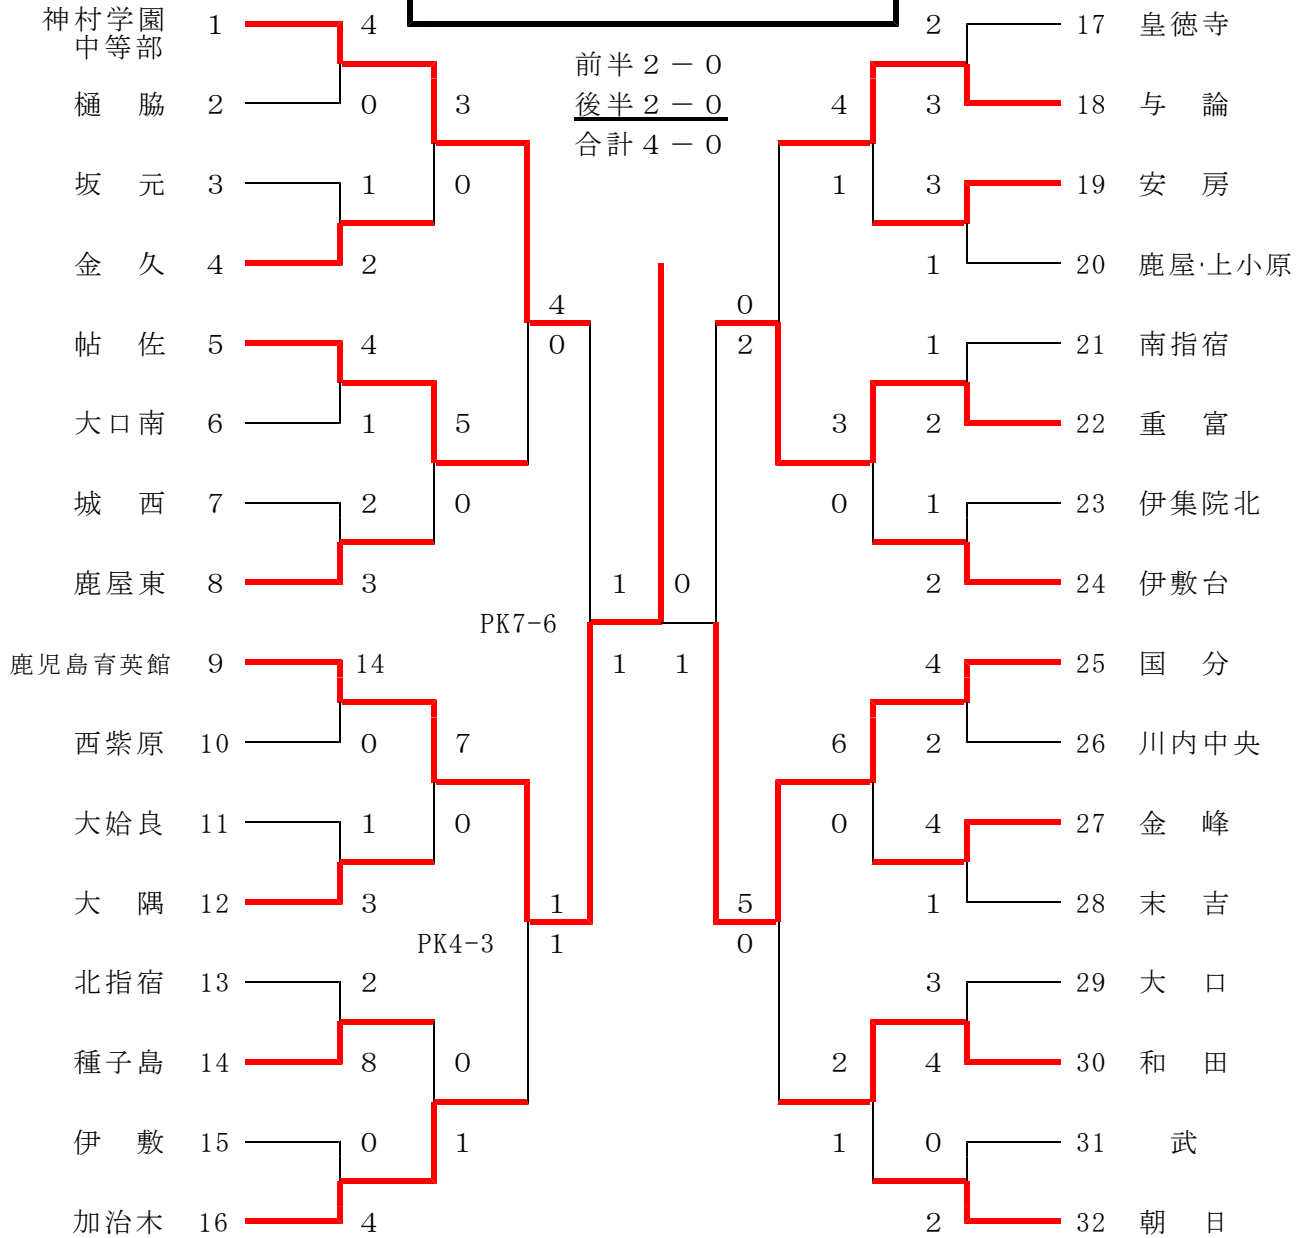 神村学園
中等部 1 4
樋　脇 2 0 3
坂　元 3 1 0
金　久 4 2
4
帖　佐 5 4 0
大口南 6 1 5
城　西 7 2 0
鹿屋東 8 3
PK7-6
鹿児島育英館 9 14
西紫原 10 0 7
大姶良 11 1 0
大　隅 12 3 1
PK4-3 1
北指宿 13 2
種子島 14 8 0
伊　敷 15 0 1
加治木 16 4
前半２－０
後半２－０
合計４－０
1 0
1 1
2 17 皇徳寺
4 3 18 与　論
1 3 19 安　房
1 20 鹿屋･上小原
0
2 1 21 南指宿
3 2 22 重　富
0 1 23 伊集院北
2 24 伊敷台
4 25 国　分
6 2 26 川内中央
0 4 27 金　峰
5 1 28 末　吉
0
3 29 大　口
2 4 30 和　田
1 0 31 武
2 32 朝　日